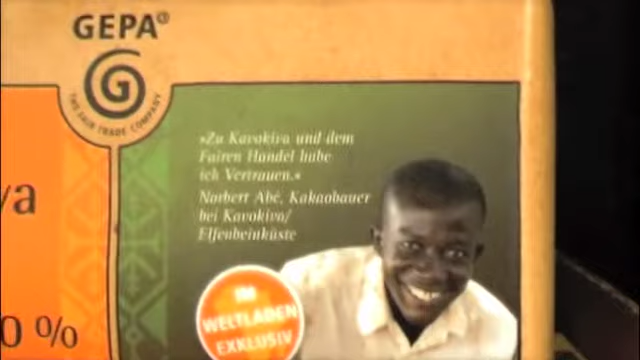 GEPA®
THE FAIR TRADE COMPANY
»Zu Kavokiva und dem
Fairen Handel habe
ich Vertrauen.«
Norbert Abé, Kakaobauer
bei Kavokiva/
Elfenbeinküste
va
0 %
IM
WELTLADEN
EXKLUSIV